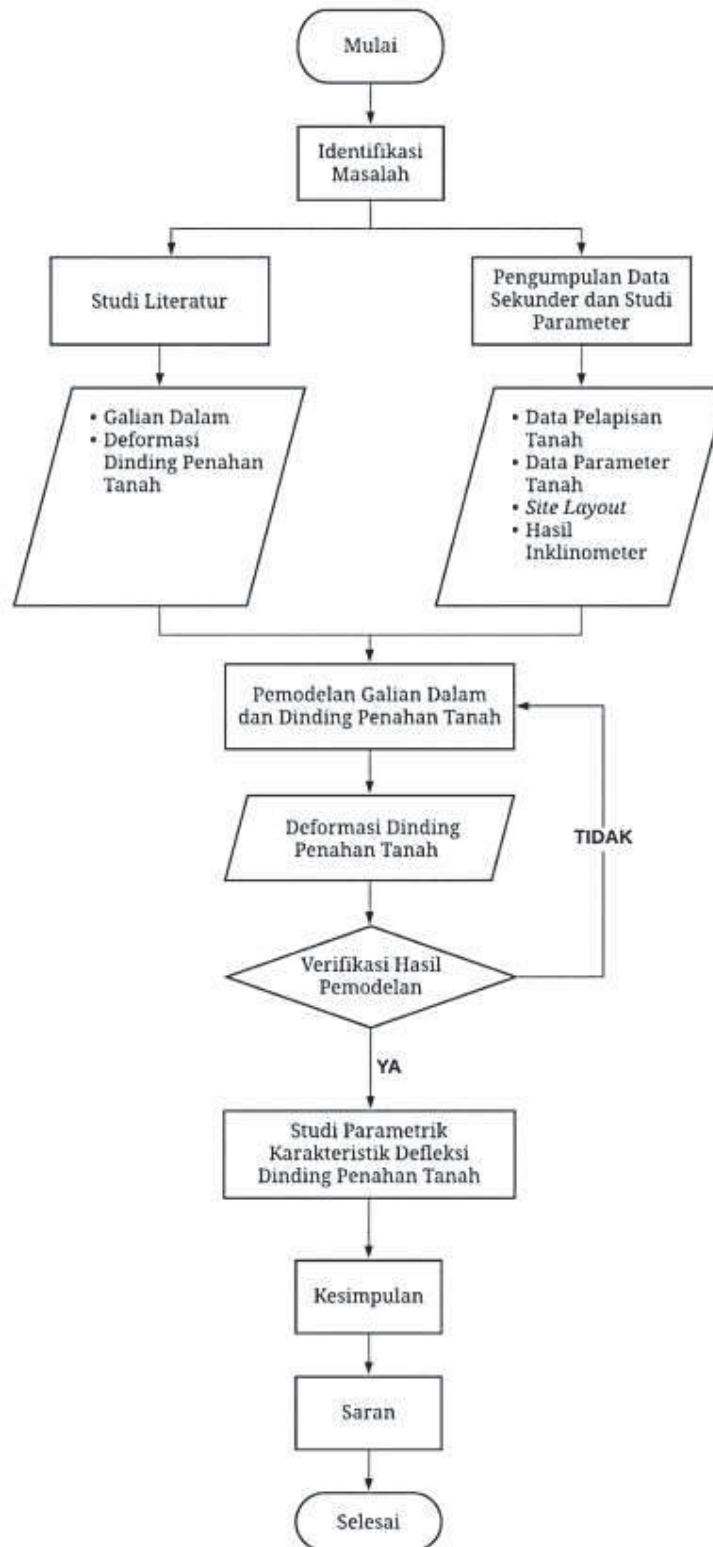 Mulai
Identifikasi
Masalah
Studi Literatur
Pengumpulan Data
Sekunder dan Studi
Parameter
• Galian Dalam
• Deformasi
Dinding Penahan
Tanah
• Data Pelapisan
Tanah
• Data Parameter
Tanah
• Site Layout
• Hasil
Inklinometer
Pemodelan Galian Dalam
dan Dinding Penahan Tanah
Deformasi Dinding
Penahan Tanah
TIDAK
Verifikasi Hasil
Pemodelan
YA
Studi Parametrik
Karakteristik Defleksi
Dinding Penahan Tanah
Kesimpulan
Saran
Selesai